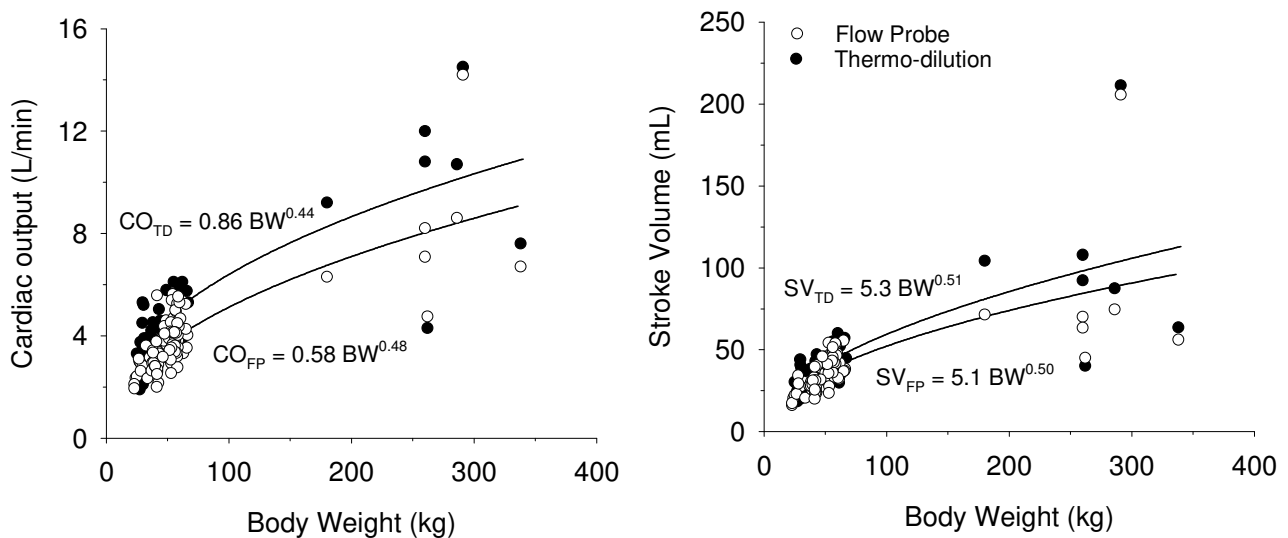 Cardiac output (L/min)
16
12
8
4
0
CO_TD = 0.86 BW^0.44
CO_FP = 0.58 BW^0.48
0 100 200 300 400
Body Weight (kg)
Stroke Volume (mL)
250
200
150
100
50
0
Flow Probe
Thermo-dilution
SV_TD = 5.3 BW^0.51
SV_FP = 5.1 BW^0.50
0 100 200 300 400
Body Weight (kg)